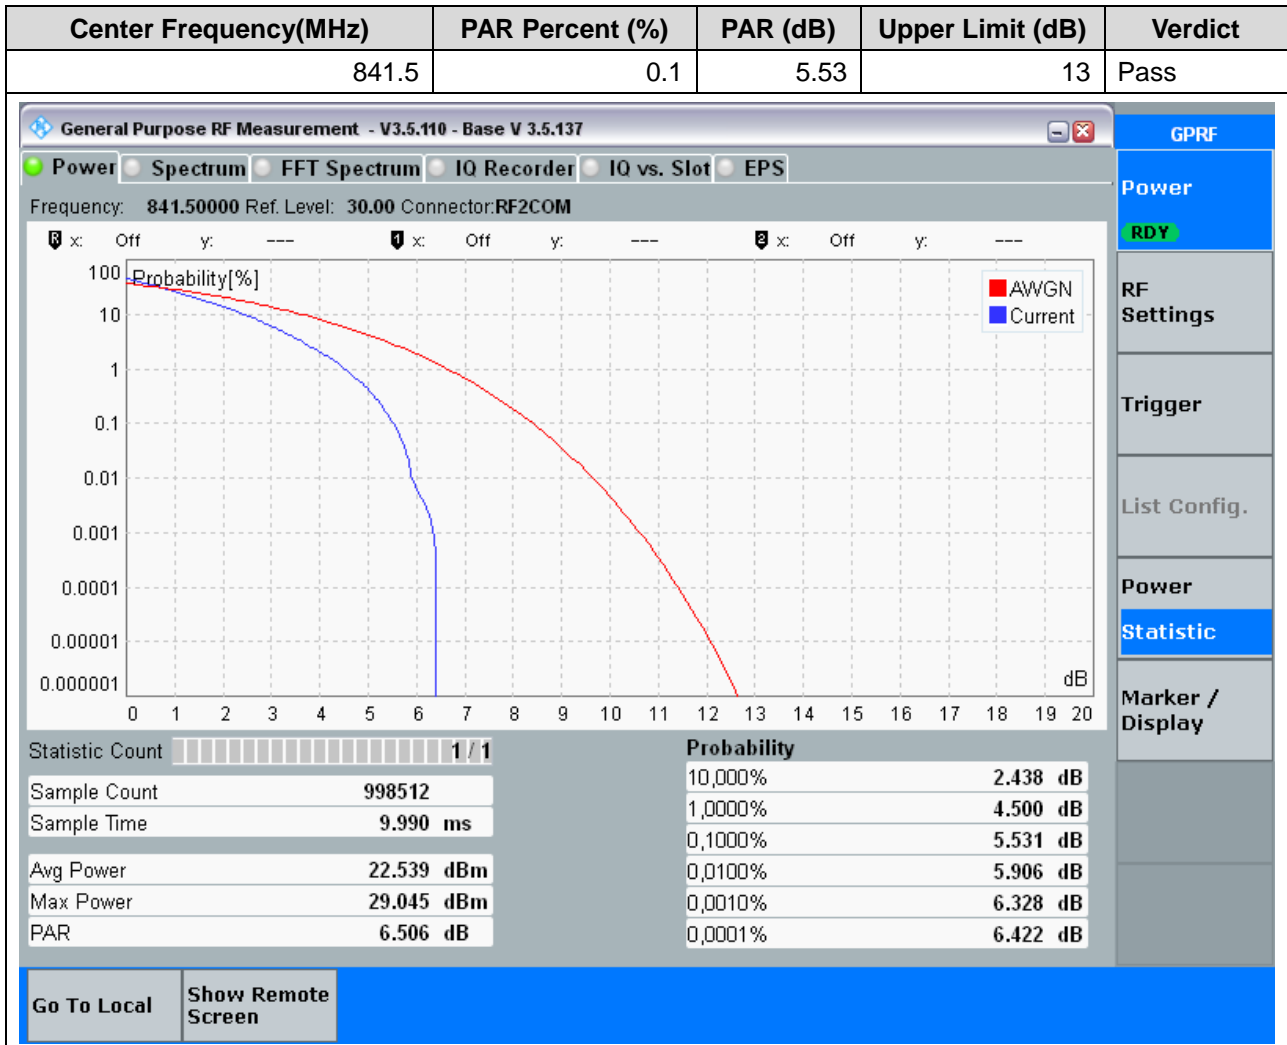 Center Frequency(MHz) PAR Percent (%) PAR (dB) Upper Limit (dB) Verdict
841.5 0.1 5.53 13 Pass
General Purpose RF Measurement - V3.5.110 - Base V 3.5.137
GPRF
Power Spectrum FFT Spectrum IQ Recorder IQ vs. Slot EPS
Frequency: 841.50000 Ref. Level: 30.00 Connector:RF2COM
R x: Off y: --- 1 x: Off y: --- 2 x: Off y: ---
Probability[%]
AWGN
Current
100
10
1
0.1
0.01
0.001
0.0001
0.00001
0.000001
dB
0 1 2 3 4 5 6 7 8 9 10 11 12 13 14 15 16 17 18 19 20
Statistic Count 1 / 1
Sample Count 998512
Sample Time 9.990 ms
Avg Power 22.539 dBm
Max Power 29.045 dBm
PAR 6.506 dB
Probability
10,000% 2.438 dB
1,0000% 4.500 dB
0,1000% 5.531 dB
0,0100% 5.906 dB
0,0010% 6.328 dB
0,0001% 6.422 dB
Power
RDY
RF
Settings
Trigger
List Config.
Power
Statistic
Marker /
Display
Go To Local
Show Remote
Screen